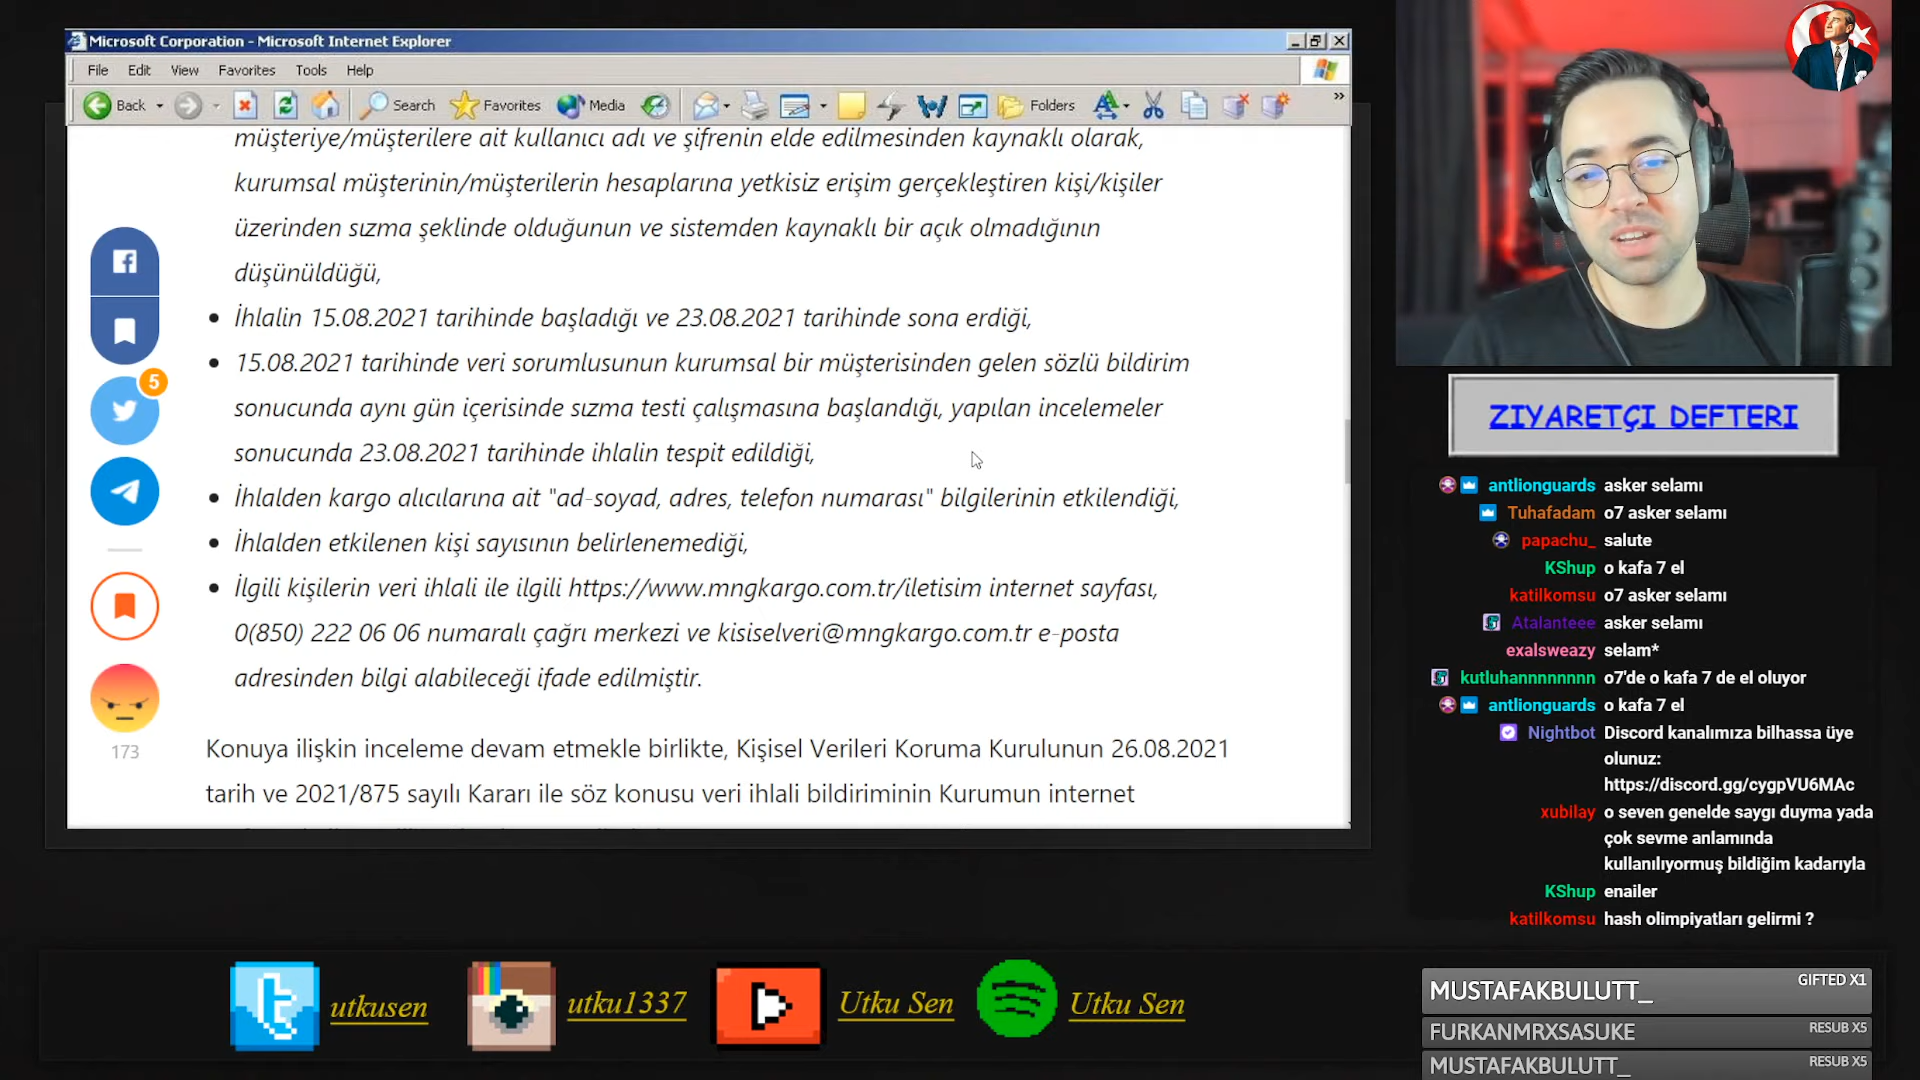 Microsoft Corporation - Microsoft Internet Explorer
File Edit View Favorites Tools Help
Back Search Favorites Media Folders »
müşteriye/müşterilere ait kullanıcı adı ve şifrenin elde edilmesinden kaynaklı olarak,
kurumsal müşterinin/müşterilerin hesaplarına yetkisiz erişim gerçekleştiren kişi/kişiler
üzerinden sızma şeklinde olduğunun ve sistemden kaynaklı bir açık olmadığının
düşünüldüğü,
• İhlalin 15.08.2021 tarihinde başladığı ve 23.08.2021 tarihinde sona erdiği,
• 15.08.2021 tarihinde veri sorumlusunun kurumsal bir müşterisinden gelen sözlü bildirim
sonucunda aynı gün içerisinde sızma testi çalışmasına başlandığı, yapılan incelemeler
sonucunda 23.08.2021 tarihinde ihlalin tespit edildiği,
• İhlalden kargo alıcılarına ait "ad-soyad, adres, telefon numarası" bilgilerinin etkilendiği,
• İhlalden etkilenen kişi sayısının belirlenemediği,
• İlgili kişilerin veri ihlali ile ilgili https://www.mngkargo.com.tr/iletisim internet sayfası,
0(850) 222 06 06 numaralı çağrı merkezi ve kisiselveri@mngkargo.com.tr e-posta
adresinden bilgi alabileceği ifade edilmiştir.
Konuya ilişkin inceleme devam etmekle birlikte, Kişisel Verileri Koruma Kurulunun 26.08.2021
tarih ve 2021/875 sayılı Kararı ile söz konusu veri ihlali bildiriminin Kurumun internet
5
173
ZIYARETÇI DEFTERI
antlionguards asker selamı
Tuhafadam o7 asker selamı
papachu_ salute
KShup o kafa 7 el
katilkomsu o7 asker selamı
Atalanteee asker selamı
exalsweazy selam*
kutluhannnnnnnn o7'de o kafa 7 de el oluyor
antlionguards o kafa 7 el
Nightbot Discord kanalımıza bilhassa üye
olunuz:
https://discord.gg/cygpVU6MAc
xubilay o seven genelde saygı duyma yada
çok sevme anlamında
kullanılıyormuş bildiğim kadarıyla
KShup enailer
katilkomsu hash olimpiyatları gelirmi ?
utkusen
utku1337
Utku Sen
Utku Sen
MUSTAFAKBULUTT_ GIFTED X1
FURKANMRXSASUKE RESUB X5
MUSTAFAKBULUTT_ RESUB X5